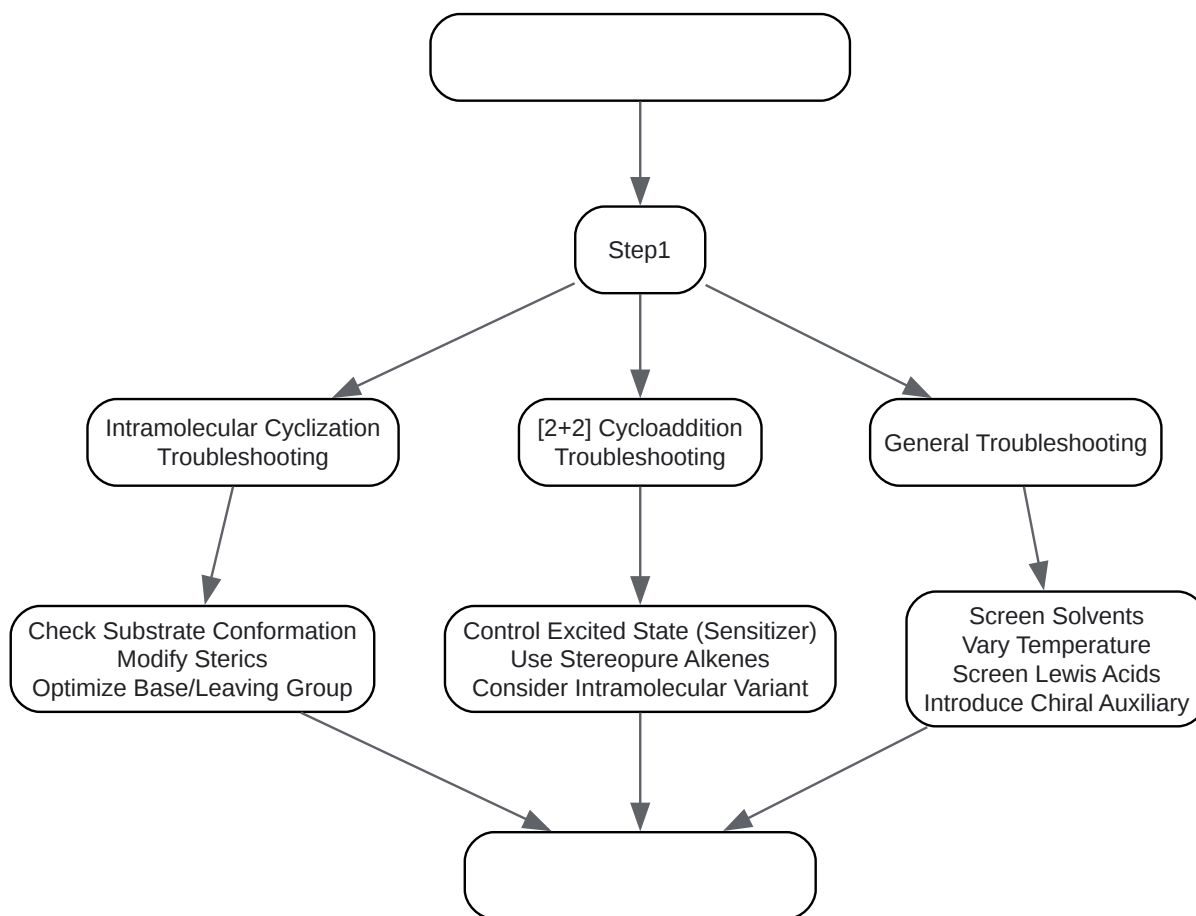 Step1
Intramolecular Cyclization
Troubleshooting
[2+2] Cycloaddition
Troubleshooting
General Troubleshooting
Check Substrate Conformation
Modify Sterics
Optimize Base/Leaving Group
Control Excited State (Sensitizer)
Use Stereopure Alkenes
Consider Intramolecular Variant
Screen Solvents
Vary Temperature
Screen Lewis Acids
Introduce Chiral Auxiliary